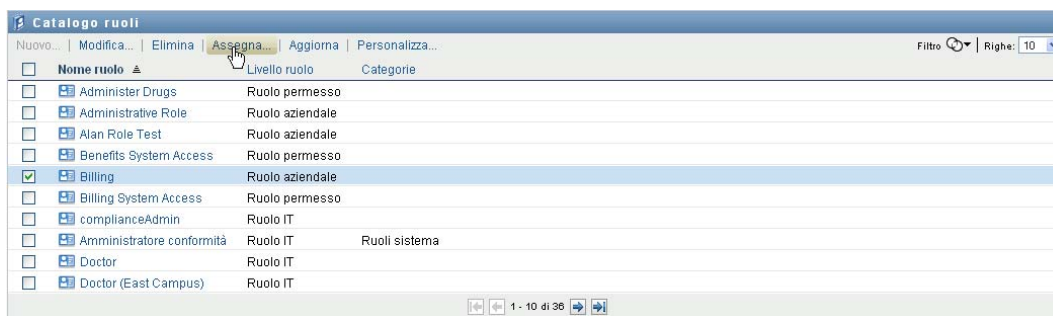 Catalogo ruoli
Nuovo... | Modifica... | Elimina | Assegna... | Aggiorna | Personalizza... Filtro | Righe: 10
Nome ruolo Livello ruolo Categorie
Administer Drugs Ruolo permesso
Administrative Role Ruolo aziendale
Alan Role Test Ruolo aziendale
Benefits System Access Ruolo permesso
Billing Ruolo aziendale
Billing System Access Ruolo permesso
complianceAdmin Ruolo IT
Amministratore conformità Ruolo IT Ruoli sistema
Doctor Ruolo IT
Doctor (East Campus) Ruolo IT
1 - 10 di 36